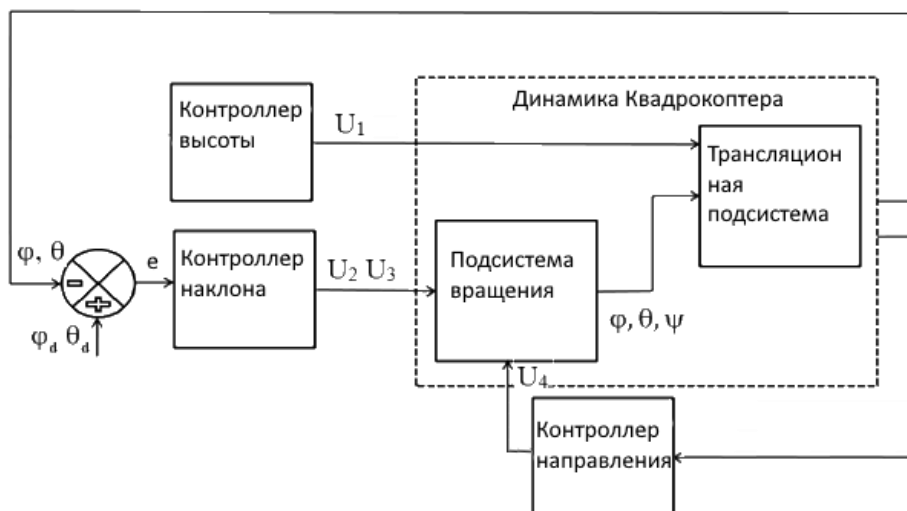 Динамика Квадрокоптера
Контроллер
высоты
U₁
Трансляцион
ная
подсистема
φ, θ
e
Контроллер
наклона
U₂ U₃
Подсистема
вращения
φ, θ, ψ
φd θd
U₄
Контроллер
направления